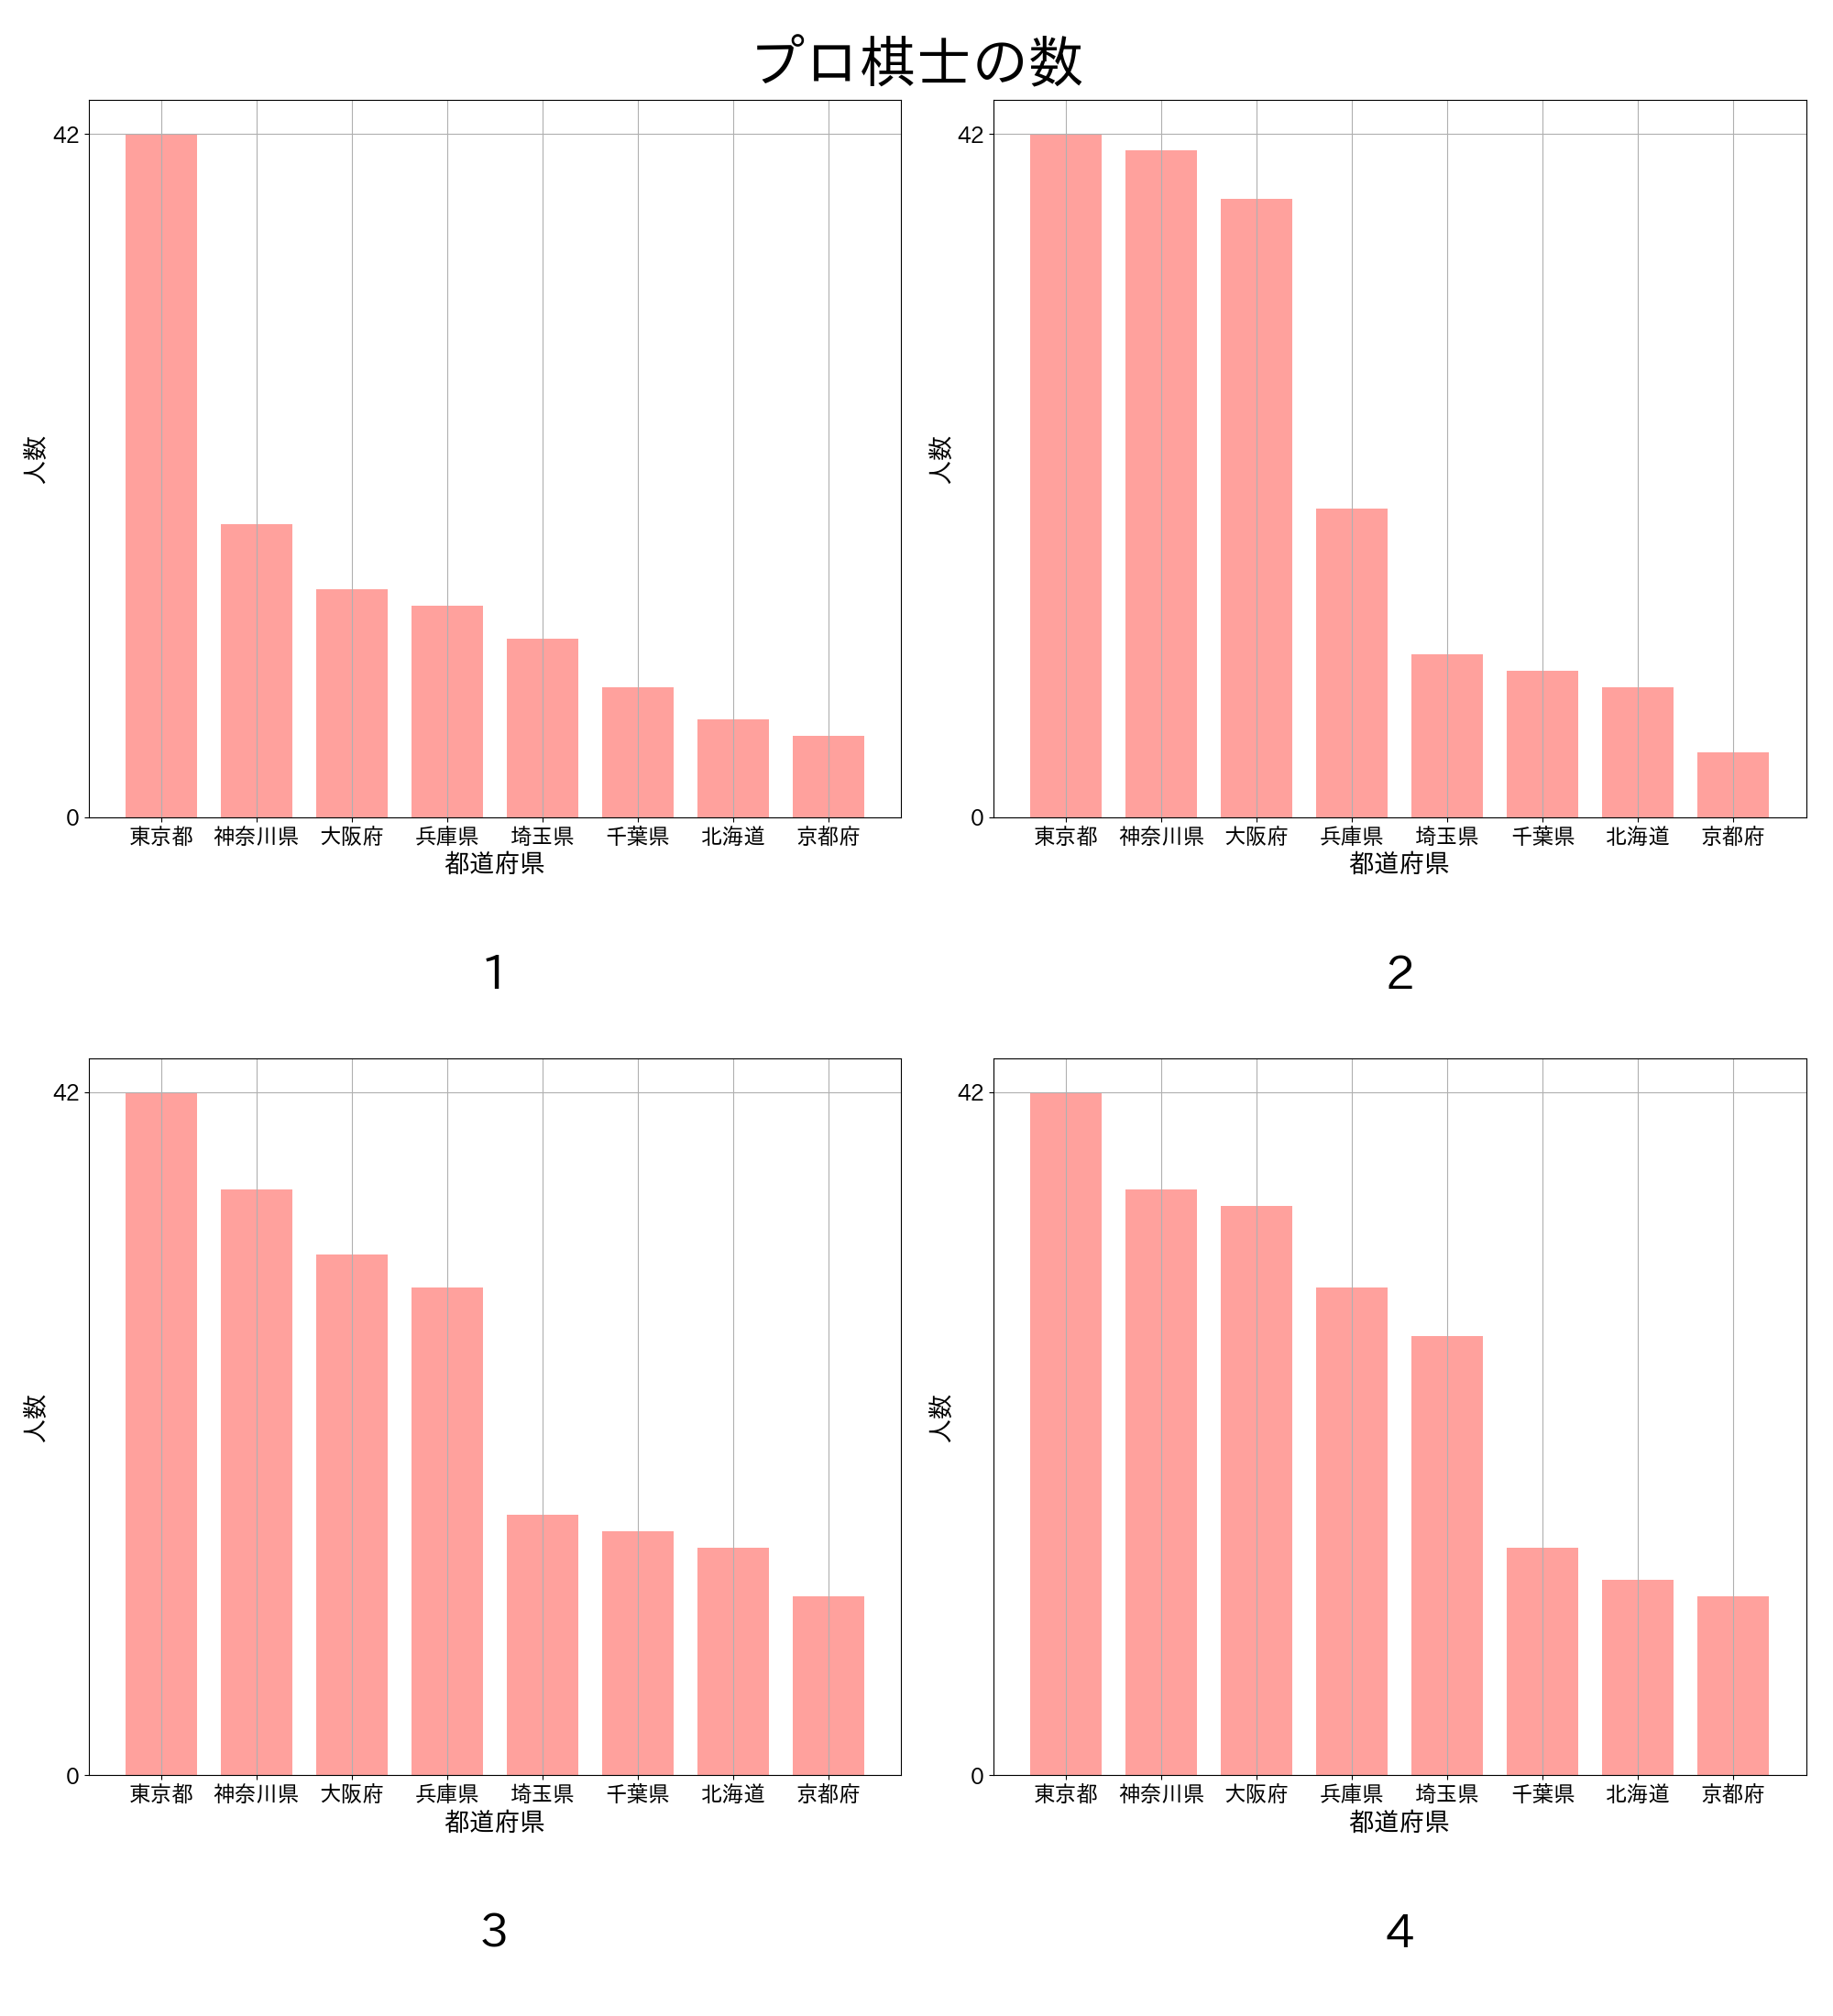 プロ棋士の数
42
0
人数
東京都 神奈川県 大阪府 兵庫県 埼玉県 千葉県 北海道 京都府
都道府県
1
42
0
人数
東京都 神奈川県 大阪府 兵庫県 埼玉県 千葉県 北海道 京都府
都道府県
2
42
0
人数
東京都 神奈川県 大阪府 兵庫県 埼玉県 千葉県 北海道 京都府
都道府県
3
42
0
人数
東京都 神奈川県 大阪府 兵庫県 埼玉県 千葉県 北海道 京都府
都道府県
4